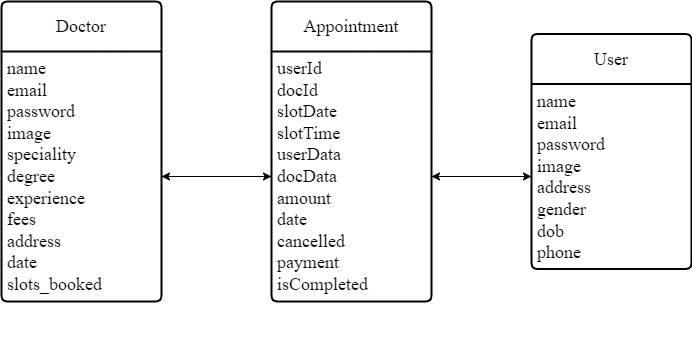 Doctor
name
email
password
image
speciality
degree
experience
fees
address
date
slots_booked
Appointment
userId
docId
slotDate
slotTime
userData
docData
amount
date
cancelled
payment
isCompleted
User
name
email
password
image
address
gender
dob
phone